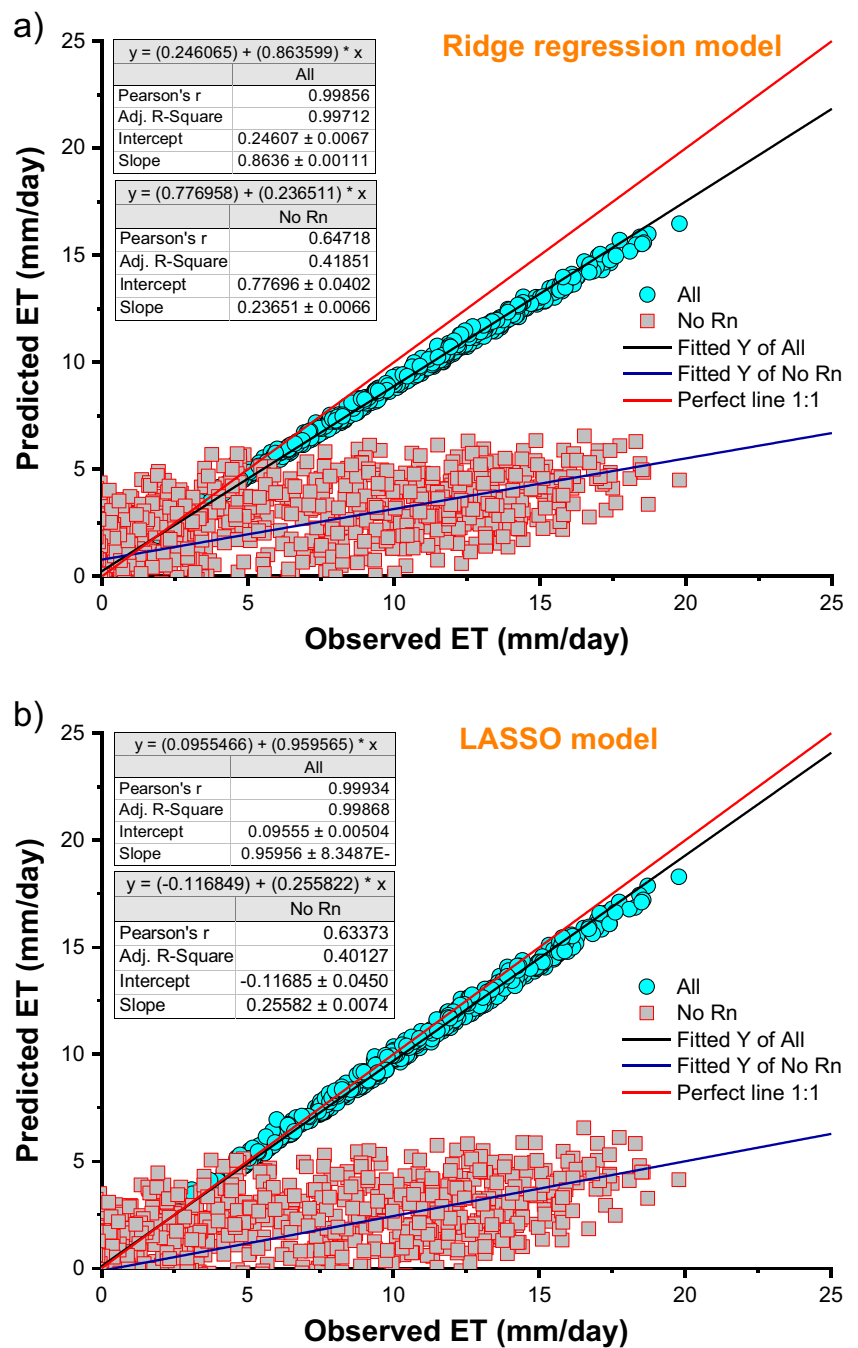 a)
Ridge regression model
y = (0.246065) + (0.863599) * x
All
Pearson's r 0.99856
Adj. R-Square 0.99712
Intercept 0.24607 ± 0.0067
Slope 0.8636 ± 0.00111
y = (0.776958) + (0.236511) * x
No Rn
Pearson's r 0.64718
Adj. R-Square 0.41851
Intercept 0.77696 ± 0.0402
Slope 0.23651 ± 0.0066
All
No Rn
Fitted Y of All
Fitted Y of No Rn
Perfect line 1:1
25
20
15
10
5
0
Predicted ET (mm/day)
0 5 10 15 20 25
Observed ET (mm/day)
b)
LASSO model
y = (0.0955466) + (0.959565) * x
All
Pearson's r 0.99934
Adj. R-Square 0.99868
Intercept 0.09555 ± 0.00504
Slope 0.95956 ± 8.3487E-
y = (-0.116849) + (0.255822) * x
No Rn
Pearson's r 0.63373
Adj. R-Square 0.40127
Intercept -0.11685 ± 0.0450
Slope 0.25582 ± 0.0074
All
No Rn
Fitted Y of All
Fitted Y of No Rn
Perfect line 1:1
25
20
15
10
5
0
Predicted ET (mm/day)
0 5 10 15 20 25
Observed ET (mm/day)